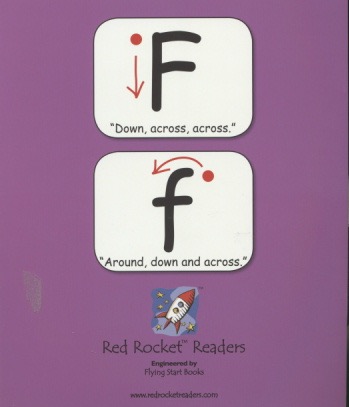 F
“Down, across, across.”
f
“Around, down and across.”
Red Rocket™ Readers
Engineered by
Flying Start Books
www.redrocketreaders.com